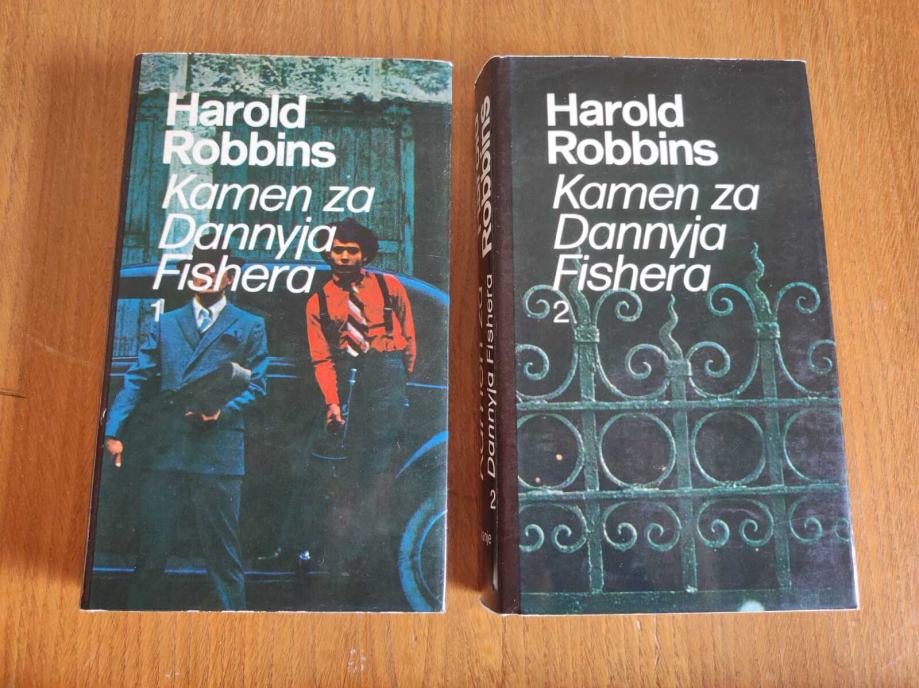 Harold
Robbins
Kamen za
Dannyja
Fishera
1
Robbins
Dannyja Fishera
2
Harold
Robbins
Kamen za
Dannyja
Fishera
2